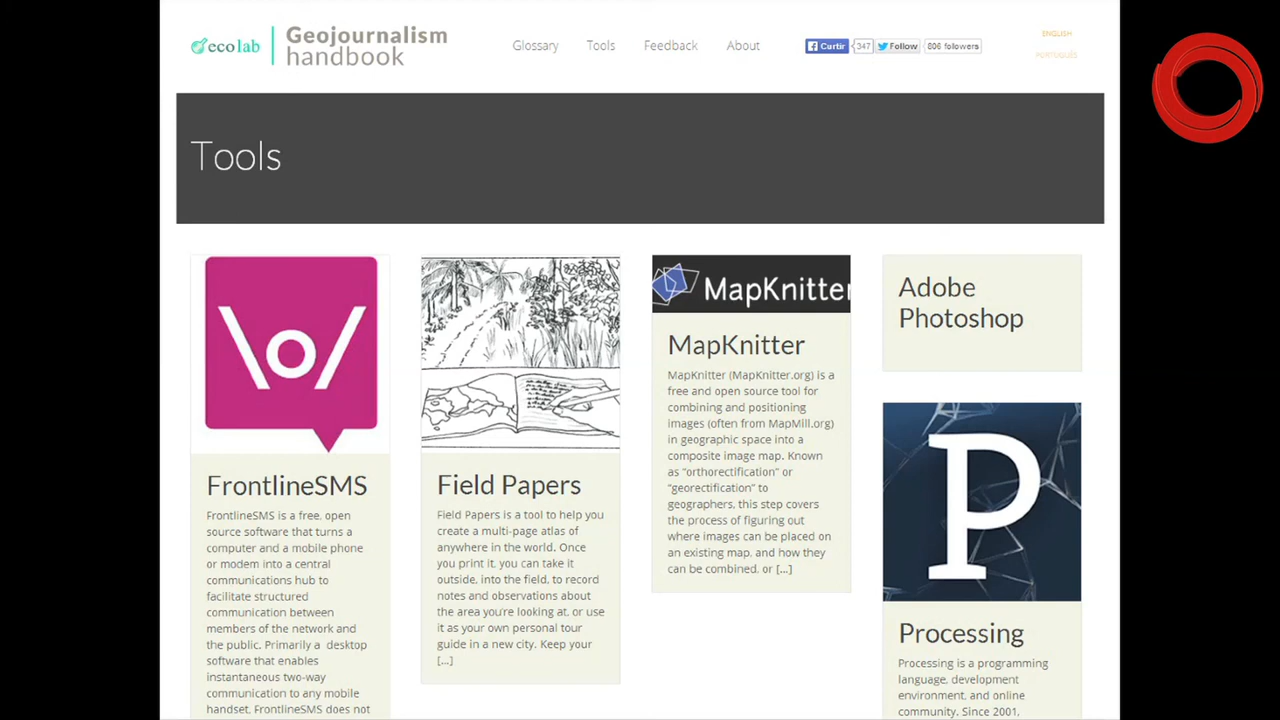 ecolab
Geojournalism
handbook
Glossary
Tools
Feedback
About
Curtir
347
Follow
806 followers
ENGLISH
PORTUGUÊS
Tools
\o/
FrontlineSMS
FrontlineSMS is a free, open
source software that turns a
computer and a mobile phone
or modem into a central
communications hub to
facilitate structured
communication between
members of the network and
the public. Primarily a desktop
software that enables
instantaneous two-way
communication to any mobile
handset, FrontlineSMS does not
Field Papers
Field Papers is a tool to help you
create a multi-page atlas of
anywhere in the world. Once
you print it, you can take it
outside, into the field, to record
notes and observations about
the area you're looking at, or use
it as your own personal tour
guide in a new city. Keep your
[...]
MapKnitter
MapKnitter
MapKnitter (MapKnitter.org) is a
free and open source tool for
combining and positioning
images (often from MapMill.org)
in geographic space into a
composite image map. Known
as "orthorectification" or
"georectification" to
geographers, this step covers
the process of figuring out
where images can be placed on
an existing map, and how they
can be combined, or [...]
Adobe
Photoshop
P
Processing
Processing is a programming
language, development
environment, and online
community. Since 2001,